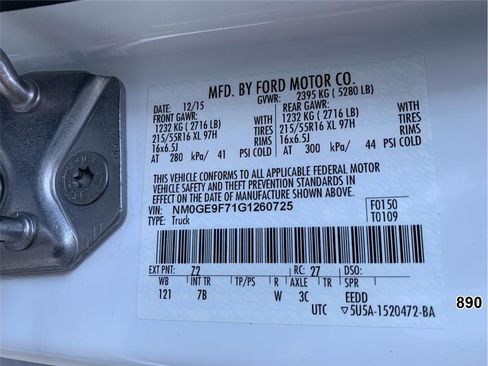 MFD. BY FORD MOTOR CO.
DATE: 12/15 GVWR: 2395 KG ( 5280 LB)
FRONT GAWR: REAR GAWR:
1232 KG ( 2716 LB) WITH 1232 KG ( 2716 LB) WITH
215/55R16 XL 97H TIRES 215/55R16 XL 97H TIRES
16x6.5J RIMS 16x6.5J RIMS
AT 280 kPa/ 41 PSI COLD AT 300 kPa/ 44 PSI COLD
THIS VEHICLE CONFORMS TO ALL APPLICABLE FEDERAL MOTOR
VEHICLE SAFETY AND THEFT PREVENTION STANDARDS IN
EFFECT ON THE DATE OF MANUFACTURE SHOWN ABOVE.
VIN: NM0GE9F71G1260725 F0150
TYPE: Truck T0109
EXT PNT: Z2 RC: 27 DSO:
WB INT TR TP/PS R AXLE TR SPR
121 7B W 3C EEDD
UTC 5U5A-1520472-BA
890